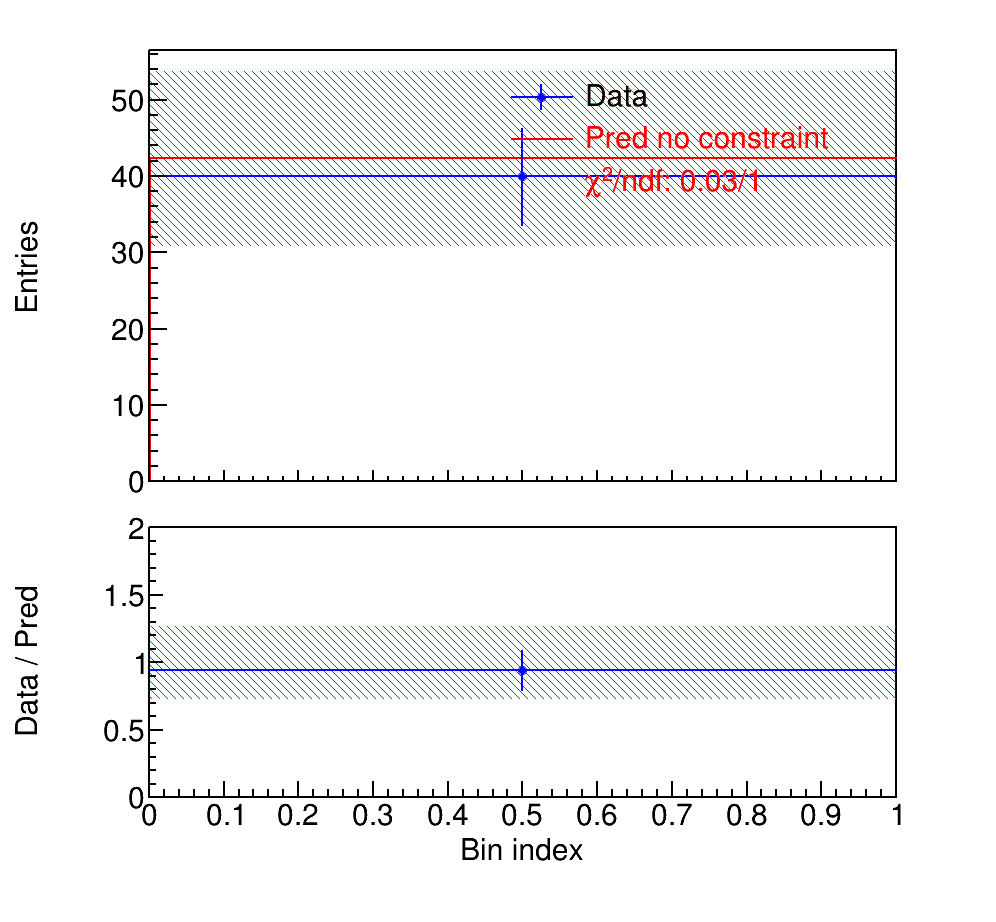 Entries
50
40
30
20
10
0
Data
Pred no constraint
χ²/ndf: 0.03/1
Data / Pred
2
1.5
1
0.5
0
0 0.1 0.2 0.3 0.4 0.5 0.6 0.7 0.8 0.9 1
Bin index